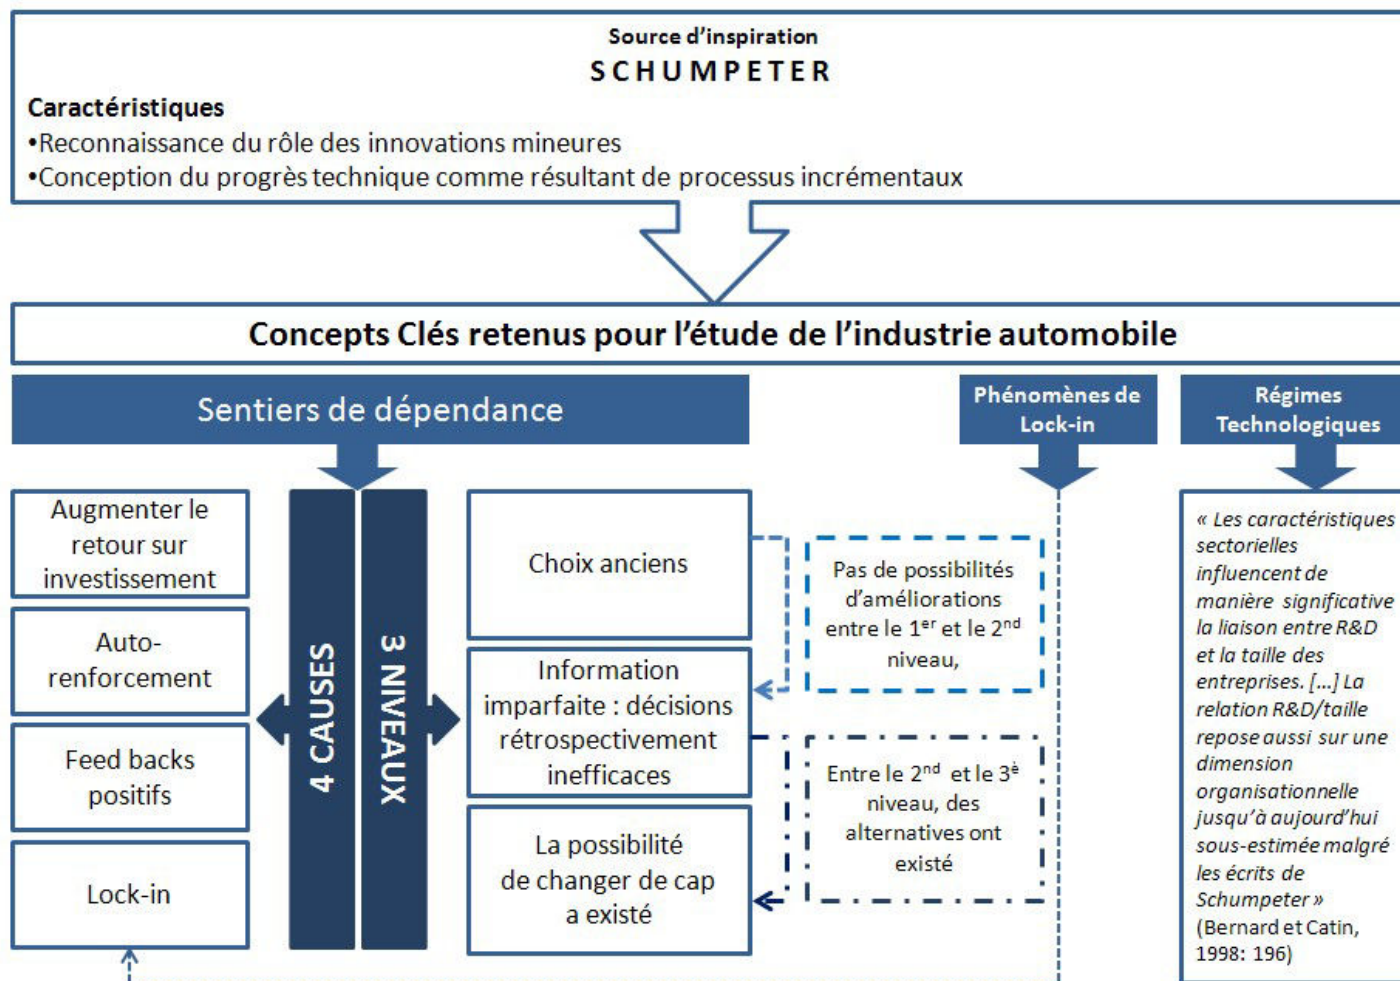 Source d'inspiration
SCHUMPETER
Caractéristiques
•Reconnaissance du rôle des innovations mineures
•Conception du progrès technique comme résultant de processus incrémentaux
Concepts Clés retenus pour l'étude de l'industrie automobile
Sentiers de dépendance
Augmenter le
retour sur
investissement
Auto-
renforcement
Feed backs
positifs
Lock-in
4 CAUSES
3 NIVEAUX
Choix anciens
Information
imparfaite : décisions
rétrospectivement
inefficaces
La possibilité
de changer de cap
a existé
Pas de possibilités
d'améliorations
entre le 1er et le 2nd
niveau,
Entre le 2nd et le 3è
niveau, des
alternatives ont
existé
Phénomènes de
Lock-in
Régimes
Technologiques
« Les caractéristiques
sectorielles
influencent de
manière significative
la liaison entre R&D
et la taille des
entreprises. [...] La
relation R&D/taille
repose aussi sur une
dimension
organisationnelle
jusqu'à aujourd'hui
sous-estimée malgré
les écrits de
Schumpeter »
(Bernard et Catin,
1998: 196)